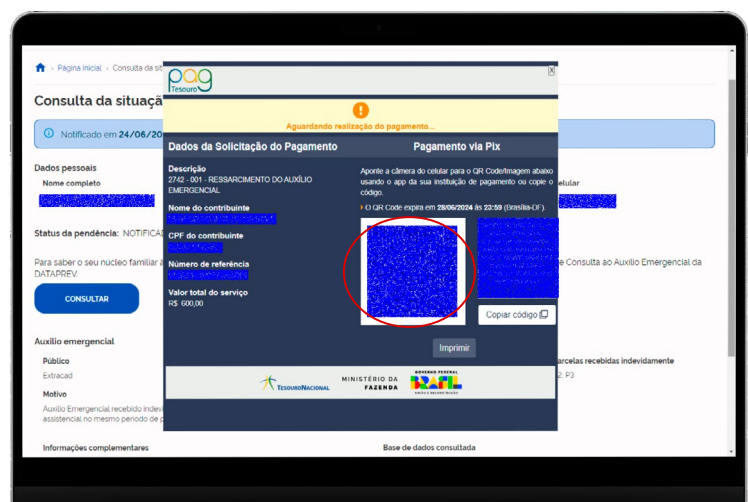 Página Inicial > Consulta da sit
Consulta da situaçã
Notificado em 24/06/20
Dados pessoais
Nome completo
elular
Status da pendência: NOTIFICAD
Para saber o seu núcleo familiar a
e Consulta ao Auxílio Emergencial da
DATAPREV.
CONSULTAR
Auxílio emergencial
Público
Extracad
Motivo
Auxílio Emergencial recebido indevi
assistencial no mesmo período de p
arcelas recebidas indevidamente
2, P3
Informações complementares
Base de dados consultada
pag
Tesouro
X
Aguardando realização do pagamento...
Dados da Solicitação do Pagamento
Descrição
2742 - 001 - RESSARCIMENTO DO AUXÍLIO
EMERGENCIAL
Nome do contribuinte
CPF do contribuinte
Número de referência
Valor total do serviço
R$ 600,00
Pagamento via Pix
Aponte a câmera do celular para o QR Code/Imagem abaixo
usando o app da sua instituição de pagamento ou copie o
código.
O QR Code expira em 28/06/2024 às 23:59 (Brasília-DF).
Copiar código
Imprimir
TESOURONACIONAL
MINISTÉRIO DA
FAZENDA
GOVERNO FEDERAL
BRASIL
UNIÃO E RECONSTRUÇÃO